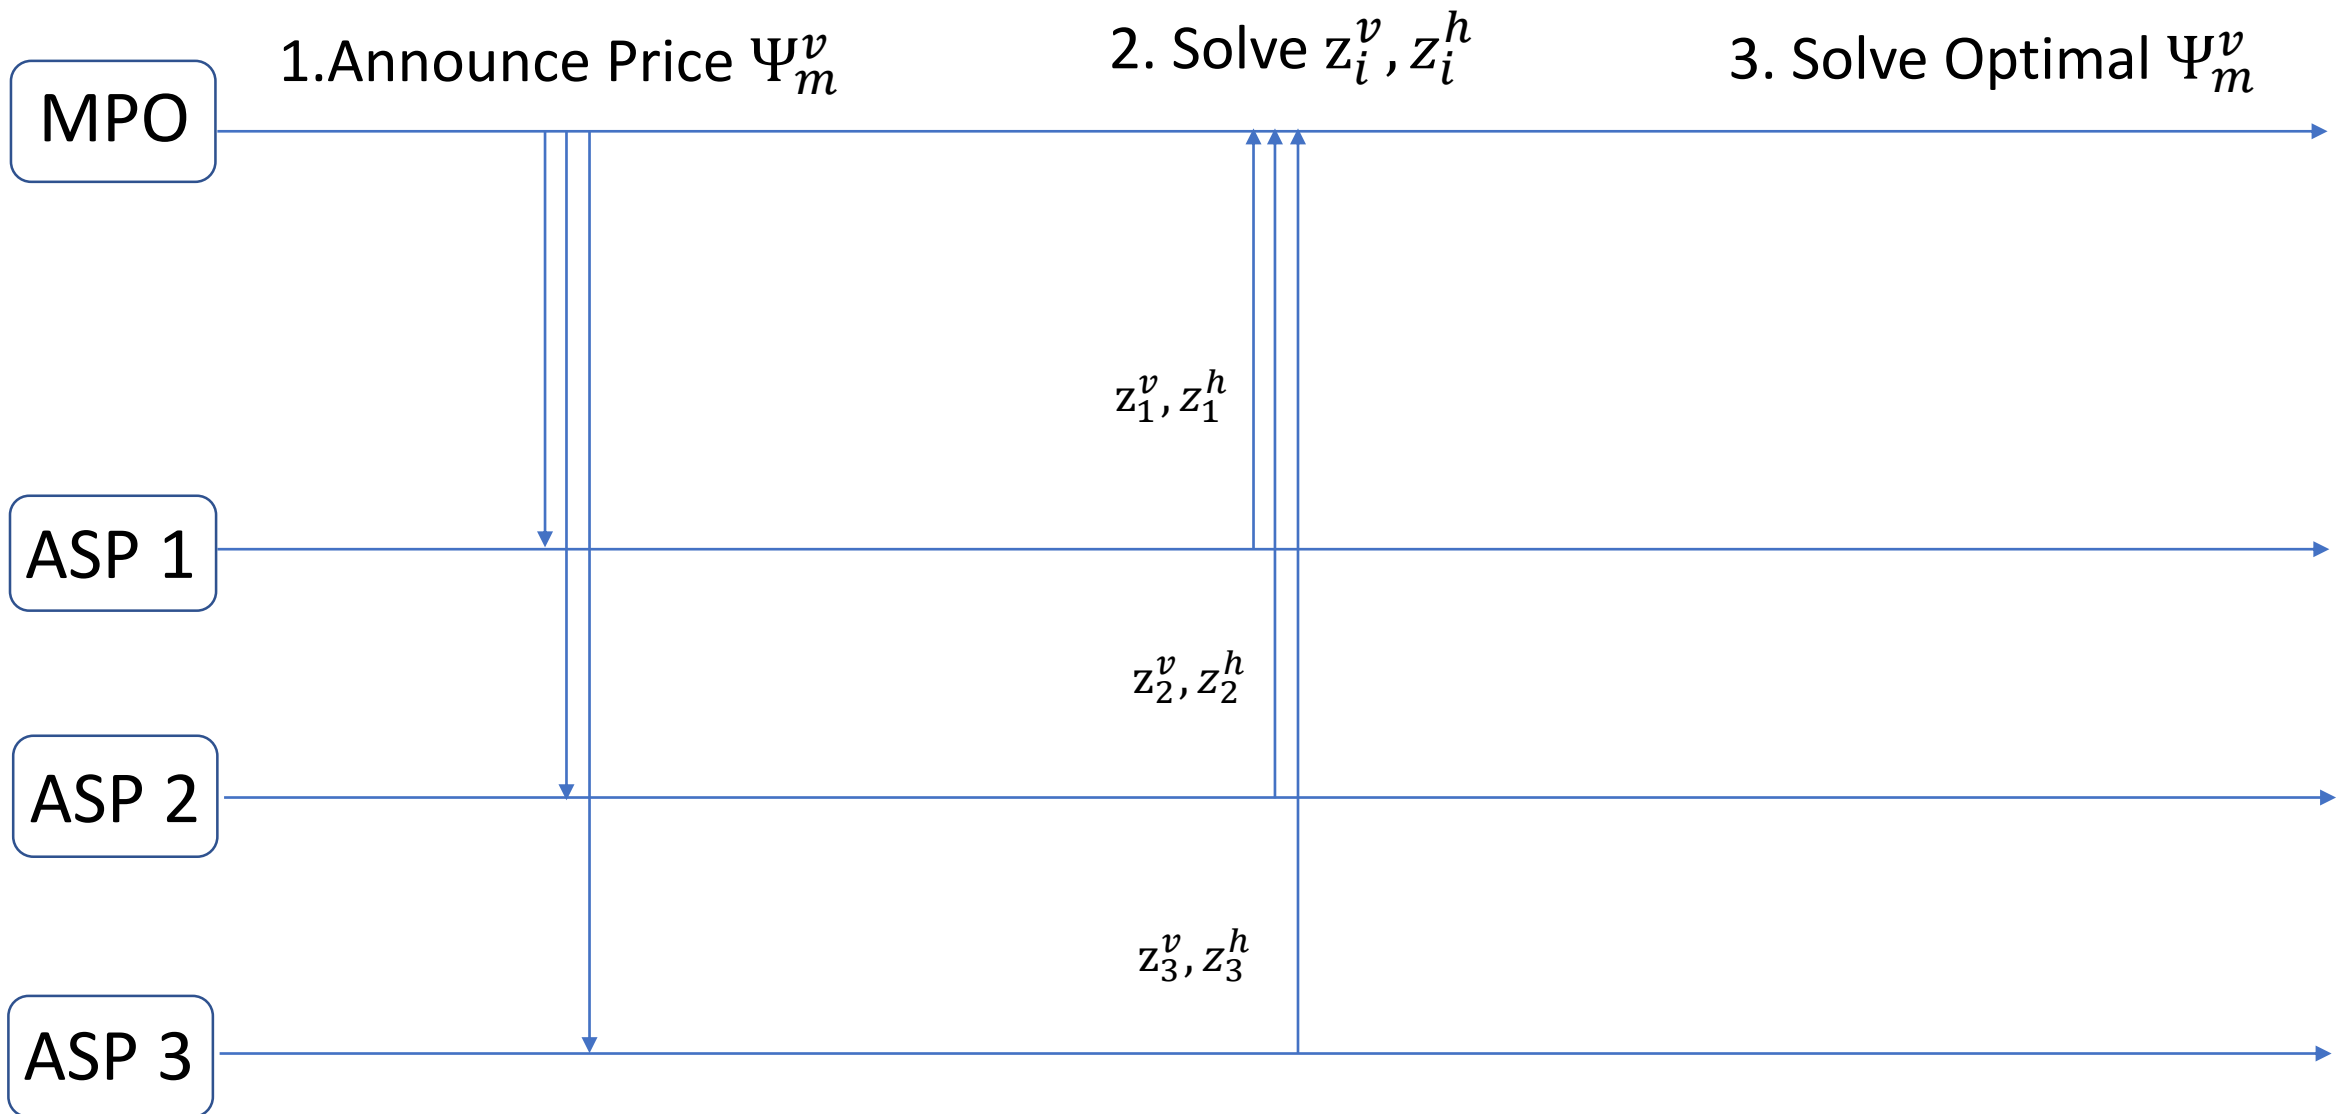 1.Announce Price Ψ_m^v
2. Solve z_i^v, z_i^h
3. Solve Optimal Ψ_m^v
MPO
z_1^v, z_1^h
ASP 1
z_2^v, z_2^h
ASP 2
z_3^v, z_3^h
ASP 3